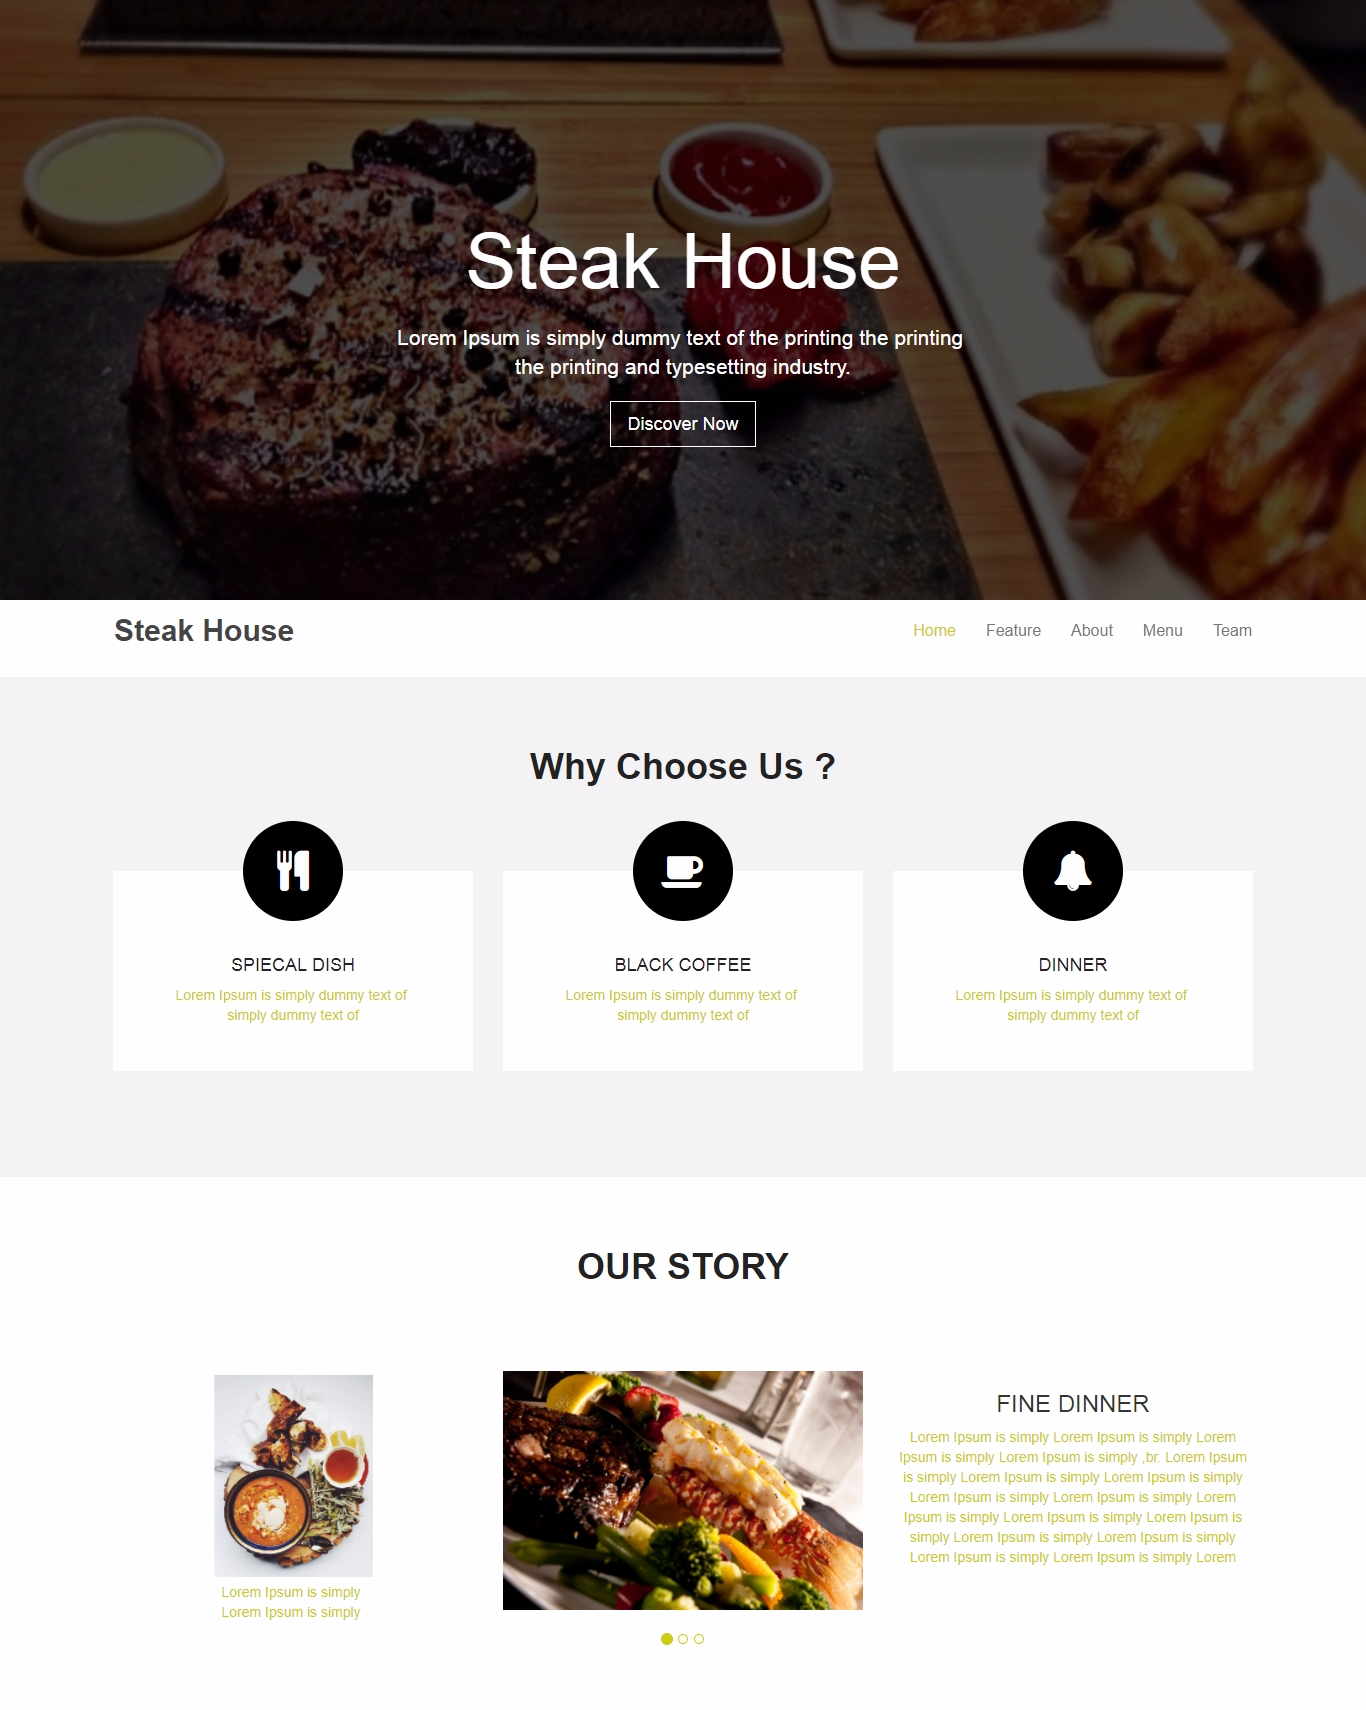 Steak House
Lorem Ipsum is simply dummy text of the printing the printing
the printing and typesetting industry.
Discover Now
Steak House
Home Feature About Menu Team
Why Choose Us ?
SPIECAL DISH
Lorem Ipsum is simply dummy text of
simply dummy text of
BLACK COFFEE
Lorem Ipsum is simply dummy text of
simply dummy text of
DINNER
Lorem Ipsum is simply dummy text of
simply dummy text of
OUR STORY
Lorem Ipsum is simply
Lorem Ipsum is simply
FINE DINNER
Lorem Ipsum is simply Lorem Ipsum is simply Lorem
Ipsum is simply Lorem Ipsum is simply ,br. Lorem Ipsum
is simply Lorem Ipsum is simply Lorem Ipsum is simply
Lorem Ipsum is simply Lorem Ipsum is simply Lorem
Ipsum is simply Lorem Ipsum is simply Lorem Ipsum is
simply Lorem Ipsum is simply Lorem Ipsum is simply
Lorem Ipsum is simply Lorem Ipsum is simply Lorem